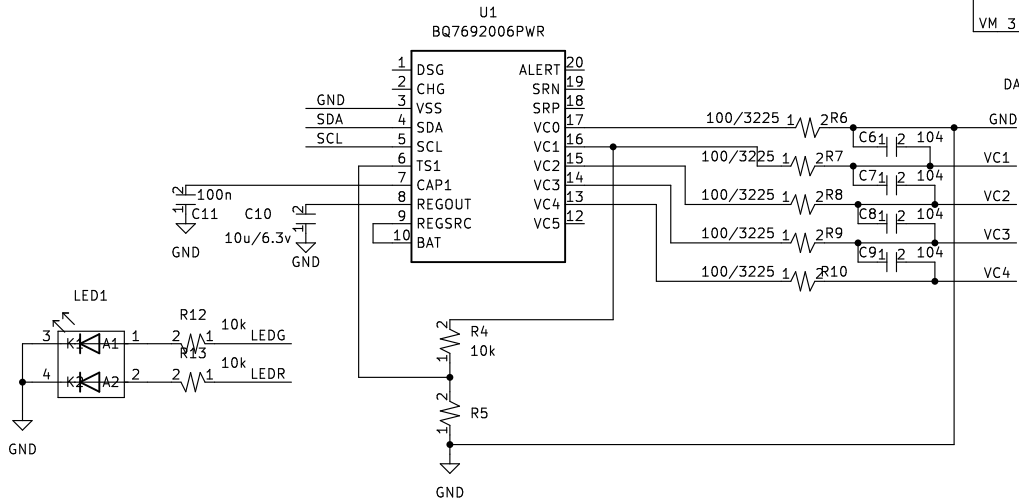 U1
BQ7692006PWR
VM 3
1 DSG ALERT 20
2 CHG SRN 19
GND 3 VSS SRP 18
SDA 4 SDA VC0 17 100/3225 1 2 R6 GND
SCL 5 SCL VC1 16 C6 1 2 104
6 TS1 VC2 15 100/3225 1 2 R7 VC1
2 100n 7 CAP1 VC3 14 C7 1 2 104
1 C11 C10 2 8 REGOUT VC4 13 100/3225 1 2 R8 VC2
9 REGSRC VC5 12 C8 1 2 104
GND 10u/6.3v 1 10 BAT 100/3225 1 2 R9 VC3
GND C9 1 2 104
100/3225 1 2 R10 VC4
DA
LED1
R12
10k
3 K1 A1 1 2 1 LEDG
R13
10k
4 K2 A2 2 2 1 LEDR
GND
2 R4
1 10k
2 R5
1
GND